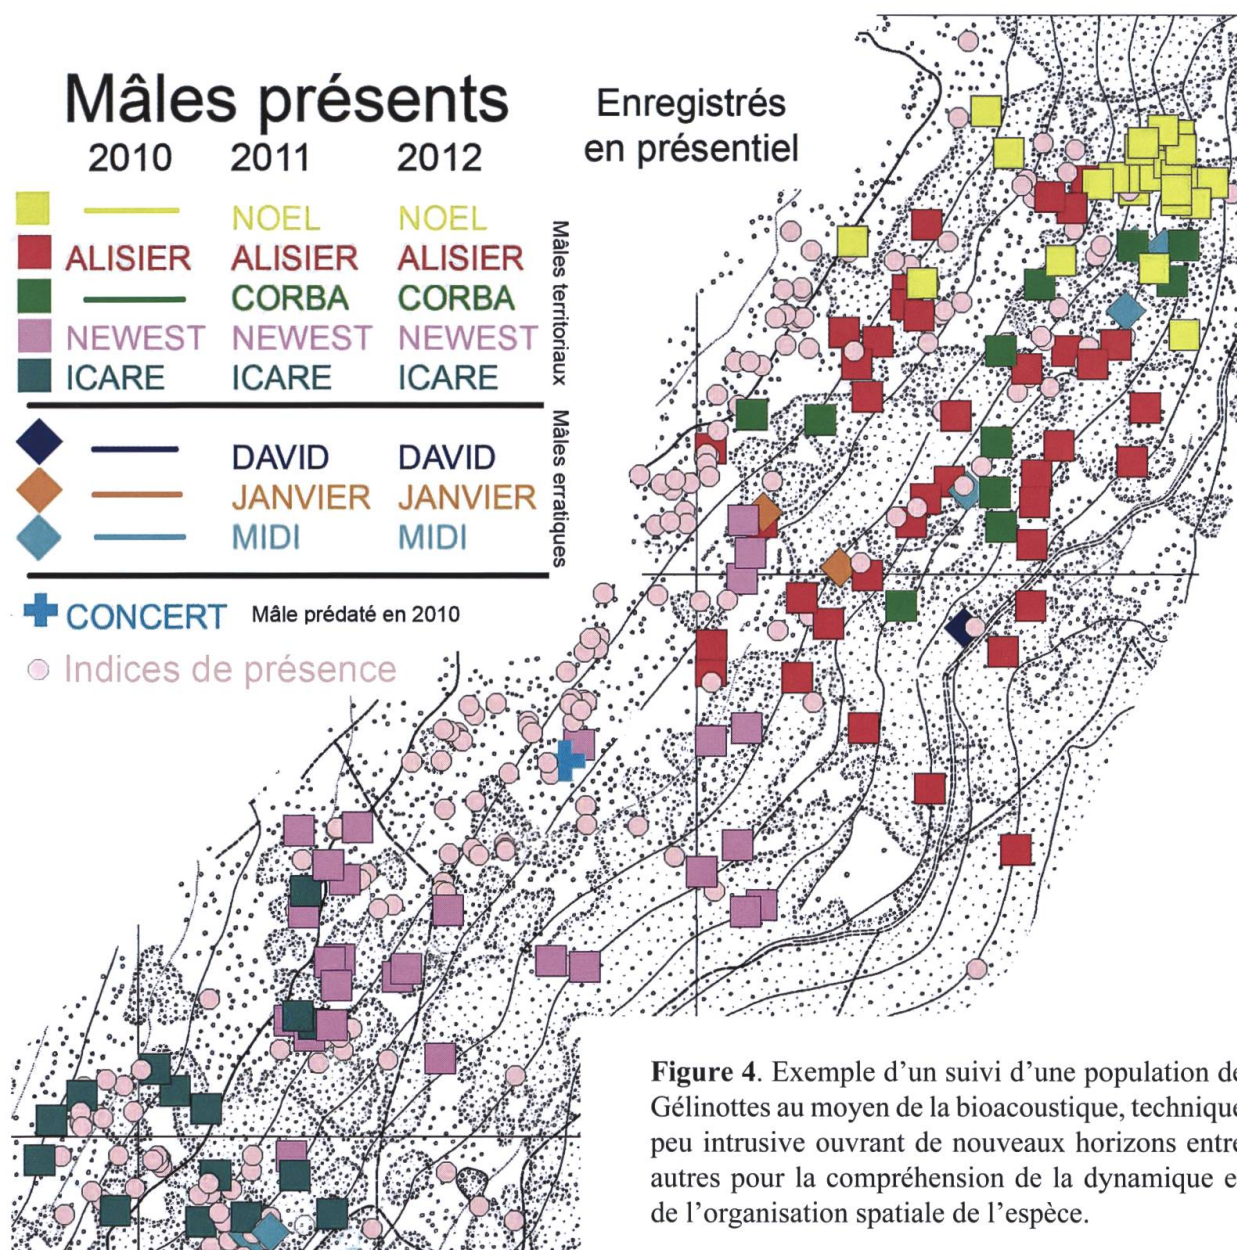 Mâles présents
2010 2011 2012
NOEL NOEL
ALISIER ALISIER ALISIER
CORBA CORBA
NEWEST NEWEST NEWEST
ICARE ICARE ICARE
Mâles territoriaux
DAVID DAVID
JANVIER JANVIER
MIDI MIDI
Mâles erratiques
CONCERT Mâle prédaté en 2010
Indices de présence
Enregistrés
en présentiel
Figure 4. Exemple d'un suivi d'une population de
Gélinottes au moyen de la bioacoustique, technique
peu intrusive ouvrant de nouveaux horizons entre
autres pour la compréhension de la dynamique e
de l'organisation spatiale de l'espèce.